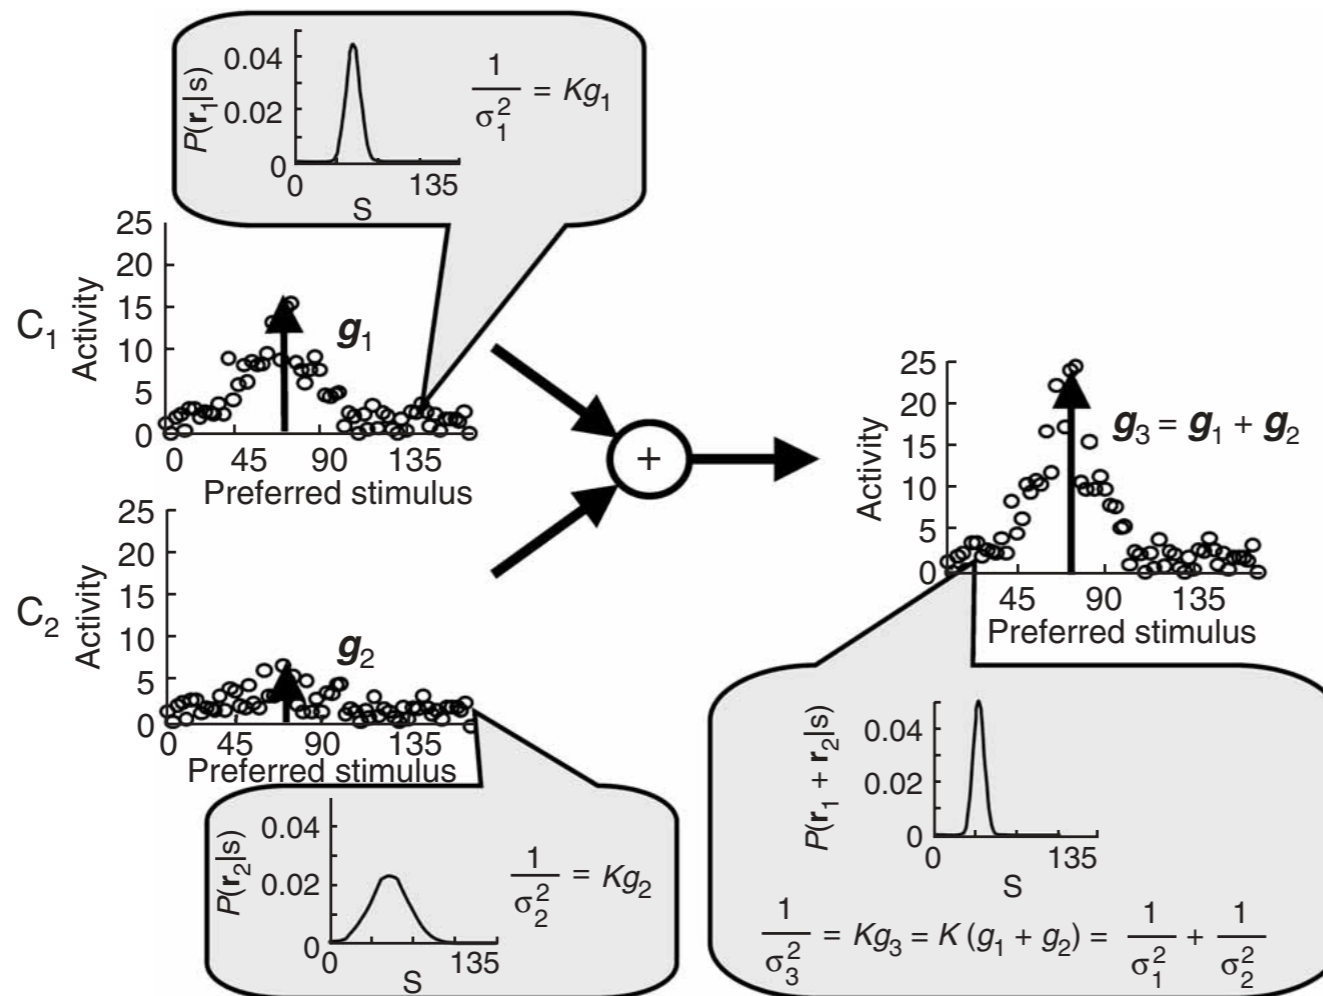 0.04
0.02
0
P(r₁|s)
0 135
S
1/σ₁² = Kg₁
C₁
Activity
25
20
15
10
5
0
g₁
0 45 90 135
Preferred stimulus
C₂
Activity
25
20
15
10
5
0
g₂
0 45 90 135
Preferred stimulus
0.04
0.02
0
P(r₂|s)
0 135
S
1/σ₂² = Kg₂
+
Activity
25
20
15
10
5
0
g₃ = g₁ + g₂
45 90 135
Preferred stimulus
P(r₁ + r₂|s)
0.04
0.02
0
0 135
S
1/σ₃² = Kg₃ = K (g₁ + g₂) = 1/σ₁² + 1/σ₂²